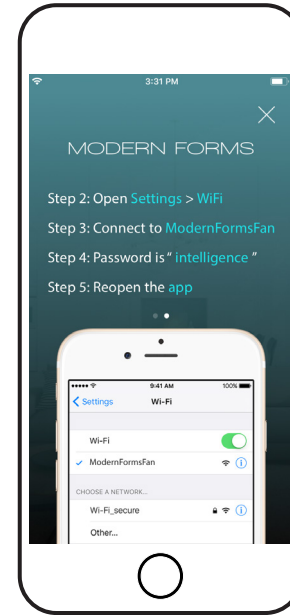 3:31 PM
MODERN FORMS
Step 2: Open Settings > WiFi
Step 3: Connect to ModernFormsFan
Step 4: Password is “ intelligence ”
Step 5: Reopen the app
9:41 AM 100%
Settings Wi-Fi
Wi-Fi
ModernFormsFan
CHOOSE A NETWORK...
Wi-Fi_secure
Other...